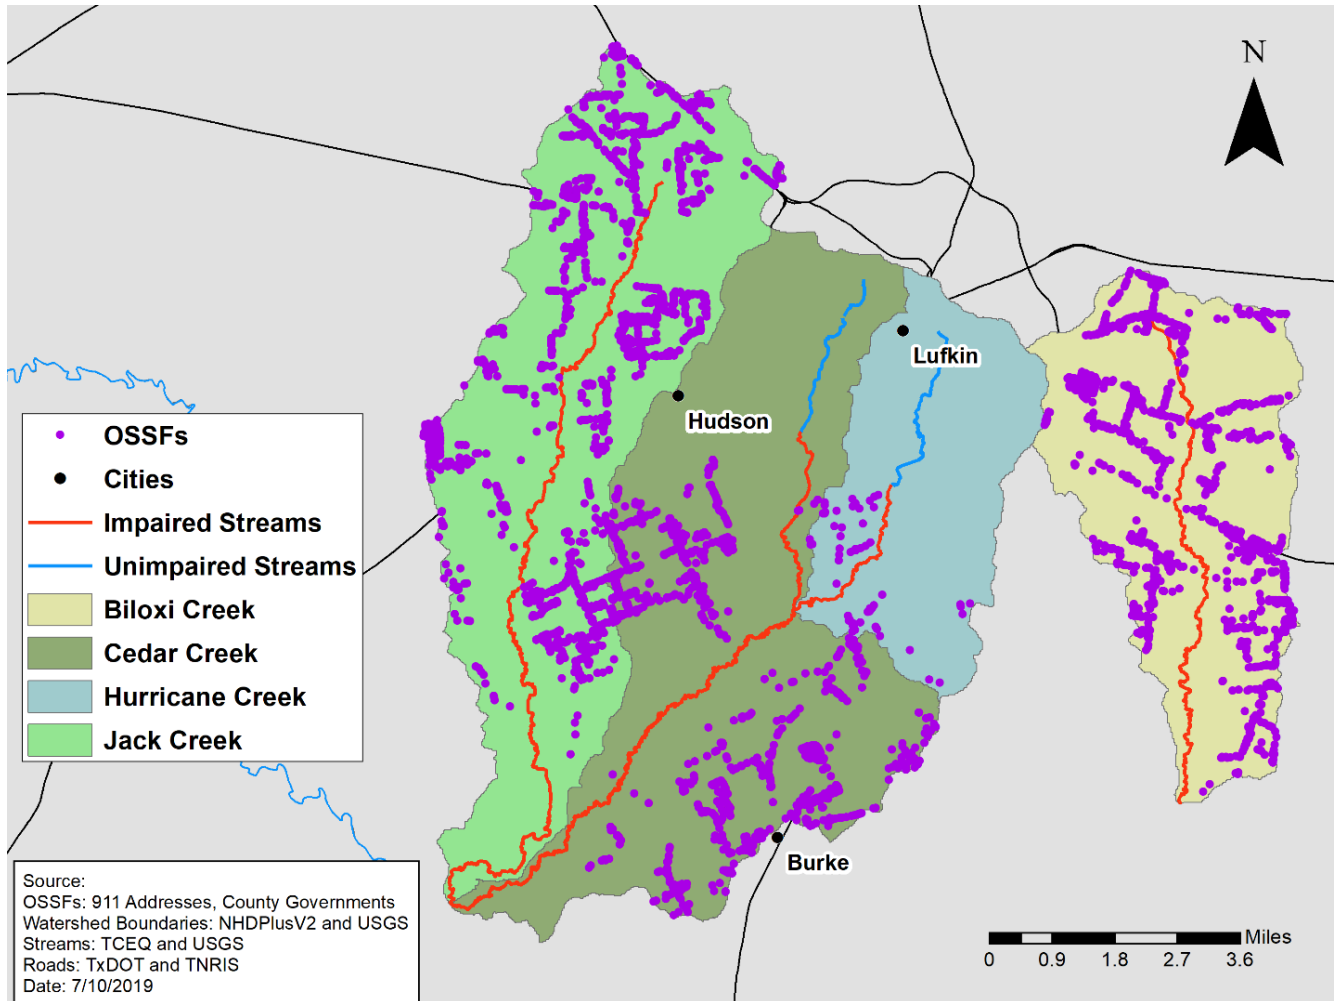 N
Lufkin
Hudson
OSSFs
Cities
Impaired Streams
Unimpaired Streams
Biloxi Creek
Cedar Creek
Hurricane Creek
Jack Creek
Burke
Source:
OSSFs: 911 Addresses, County Governments
Watershed Boundaries: NHDPlusV2 and USGS
Streams: TCEQ and USGS
Roads: TxDOT and TNRIS
Date: 7/10/2019
Miles
0 0.9 1.8 2.7 3.6